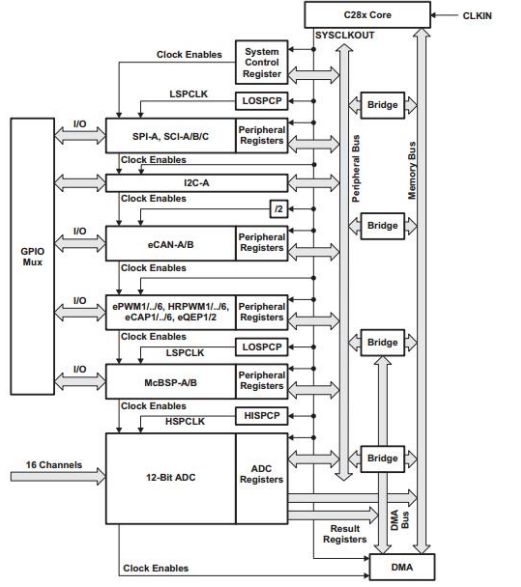 C28x Core
CLKIN
SYSCLKOUT
Clock Enables
System
Control
Register
LSPCLK
LOSPCP
Bridge
I/O
SPI-A, SCI-A/B/C
Peripheral
Registers
Clock Enables
I2C-A
Clock Enables
/2
Peripheral Bus
Memory Bus
Bridge
GPIO
Mux
I/O
eCAN-A/B
Peripheral
Registers
Clock Enables
I/O
ePWM1/../6, HRPWM1/../6,
eCAP1/../6, eQEP1/2
Peripheral
Registers
Bridge
Clock Enables
LSPCLK
LOSPCP
I/O
McBSP-A/B
Peripheral
Registers
Clock Enables
HSPCLK
HISPCP
16 Channels
12-Bit ADC
ADC
Registers
Bridge
Result
Registers
DMA
Bus
Clock Enables
DMA